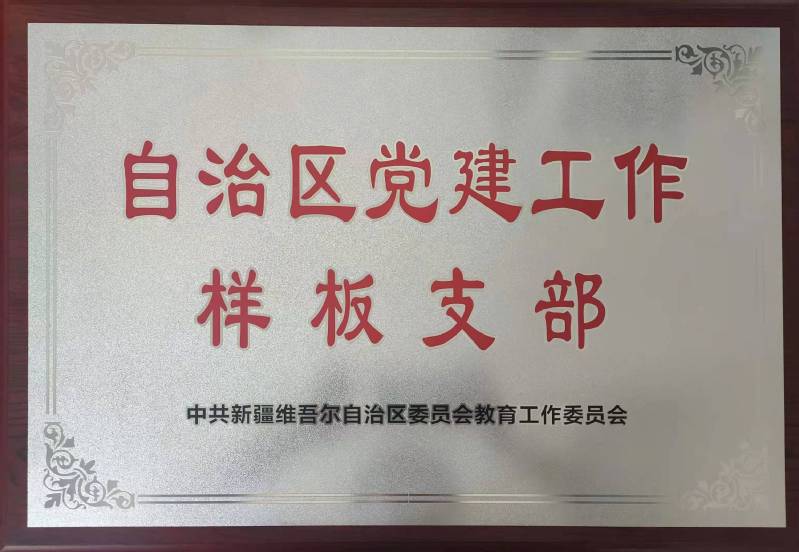 自治区党建工作
样板支部
中共新疆维吾尔自治区委员会教育工作委员会